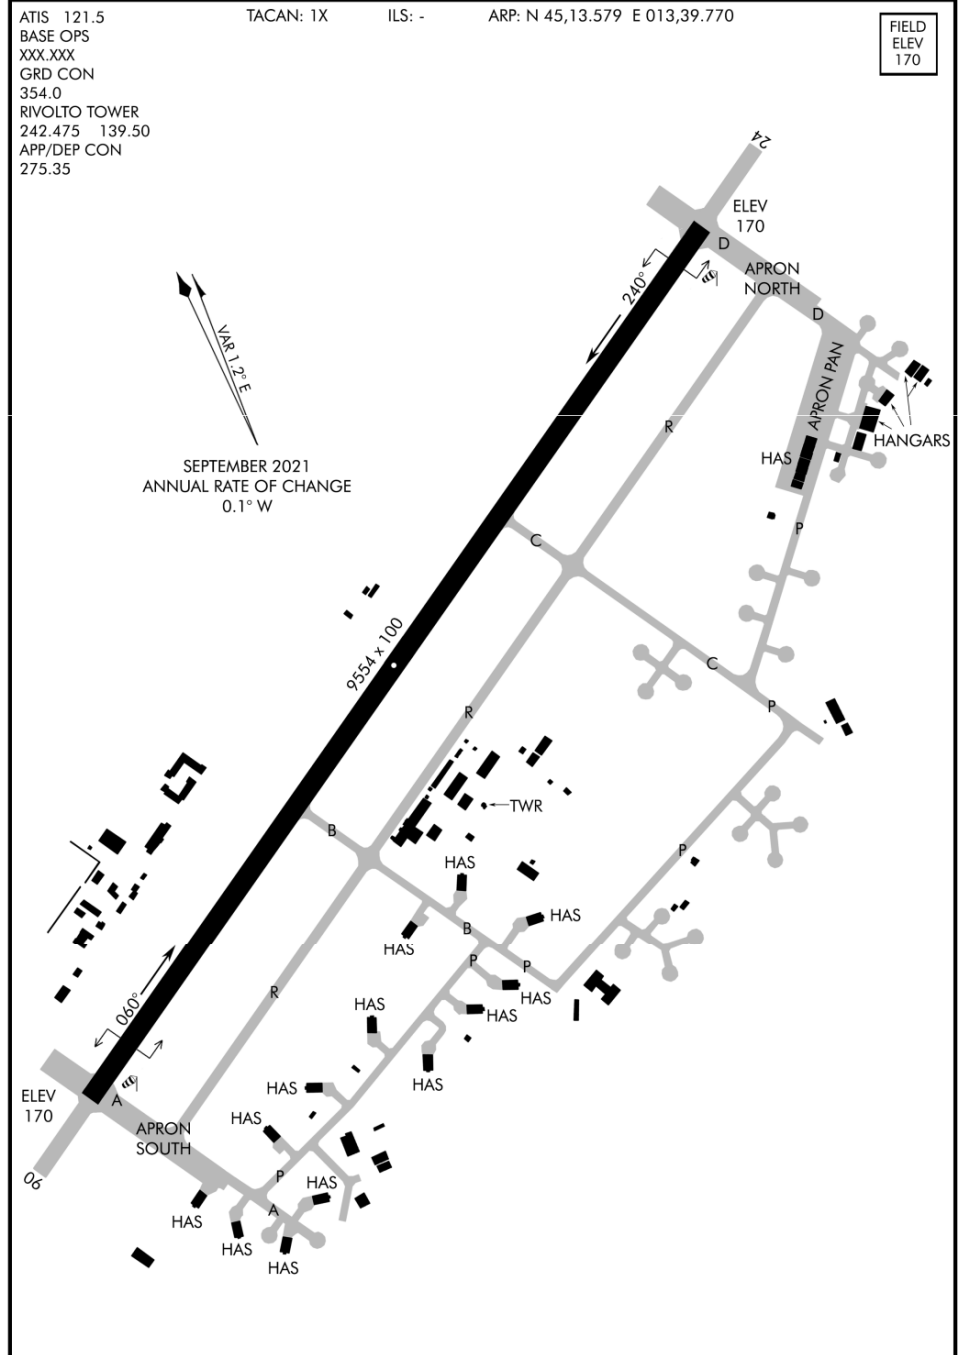 ATIS 121.5
BASE OPS
XXX.XXX
GRD CON
354.0
RIVOLTO TOWER
242.475 139.50
APP/DEP CON
275.35
TACAN: 1X
ILS: -
ARP: N 45,13.579 E 013,39.770
FIELD
ELEV
170
24
ELEV
170
D
APRON
NORTH
240°
D
VAR 1.2° E
APRON PAN
R
HANGARS
HAS
SEPTEMBER 2021
ANNUAL RATE OF CHANGE
0.1° W
P
C
9554 x 100
C
P
R
TWR
B
P
HAS
HAS
B
HAS
P
P
R
HAS
HAS
HAS
060°
HAS
HAS
HAS
A
ELEV
170
APRON
SOUTH
06
P
HAS
A
HAS
HAS
HAS